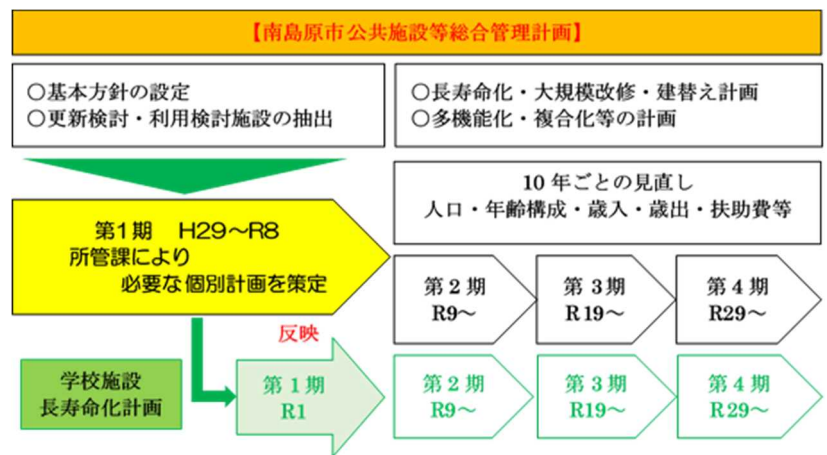 【南島原市公共施設等総合管理計画】
○基本方針の設定
○更新検討・利用検討施設の抽出
○長寿命化・大規模改修・建替え計画
○多機能化・複合化等の計画
10年ごとの見直し
人口・年齢構成・歳入・歳出・扶助費等
第1期 H29～R8
所管課により
必要な個別計画を策定
第2期
R9～
第3期
R19～
第4期
R29～
反映
学校施設
長寿命化計画
第1期
R1
第2期
R9～
第3期
R19～
第4期
R29～